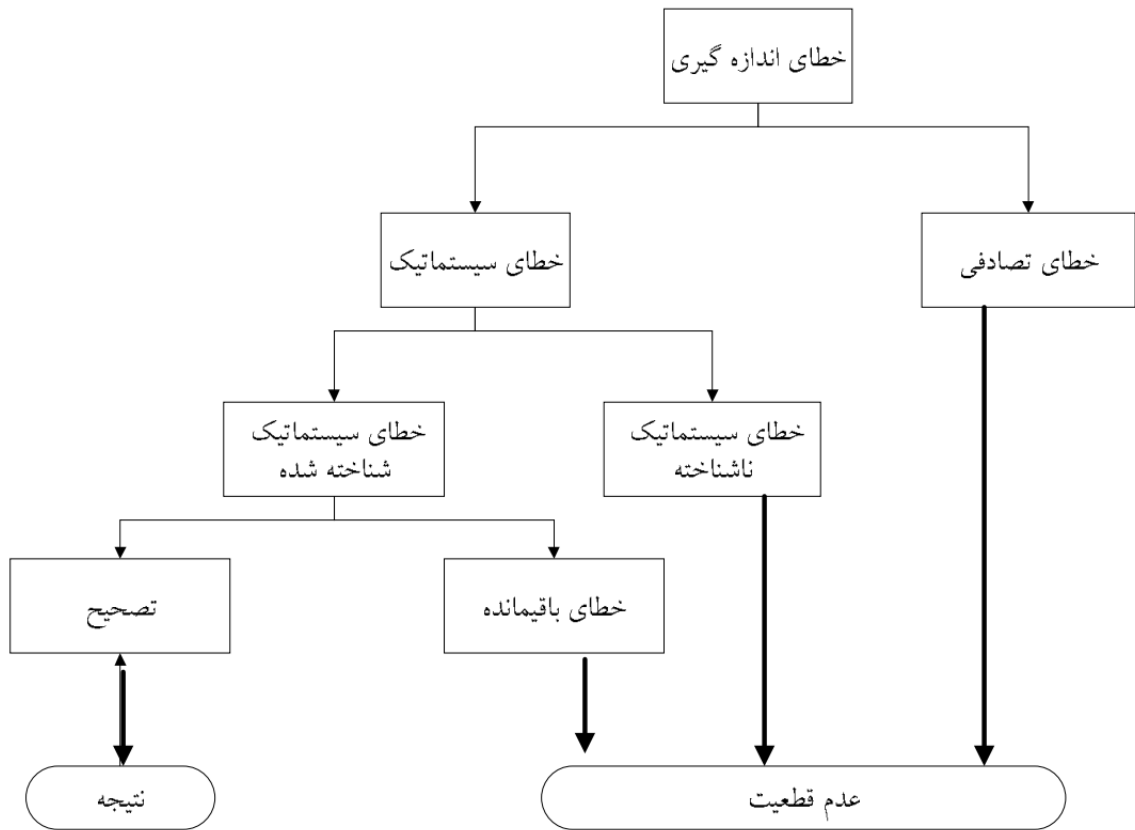 خطای اندازه گیری
خطای تصادفی
خطای سیستماتیک
خطای سیستماتیک
ناشناخته
خطای سیستماتیک
شناخته شده
خطای باقیمانده
تصحیح
عدم قطعیت
نتیجه